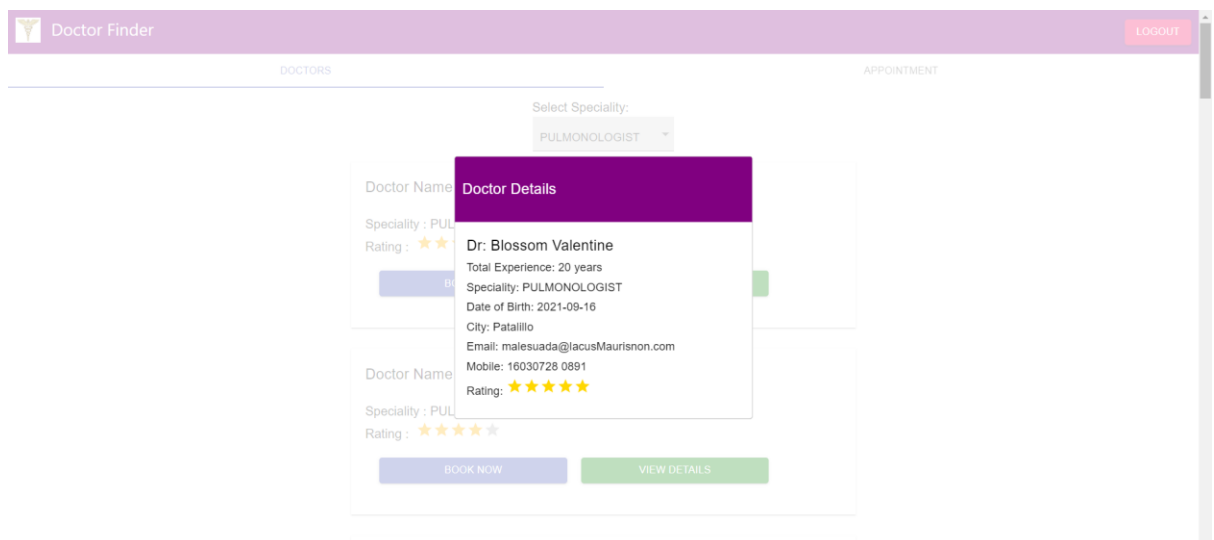 Doctor Finder
LOGOUT
DOCTORS
APPOINTMENT
Select Speciality:
PULMONOLOGIST
Doctor Name
Speciality : PUL
Rating :
Doctor Details
Dr: Blossom Valentine
Total Experience: 20 years
Speciality: PULMONOLOGIST
Date of Birth: 2021-09-16
City: Patalillo
Email: malesuada@lacusMaurisnon.com
Mobile: 16030728 0891
Rating:
Doctor Name
Speciality : PUL
Rating :
BOOK NOW
VIEW DETAILS